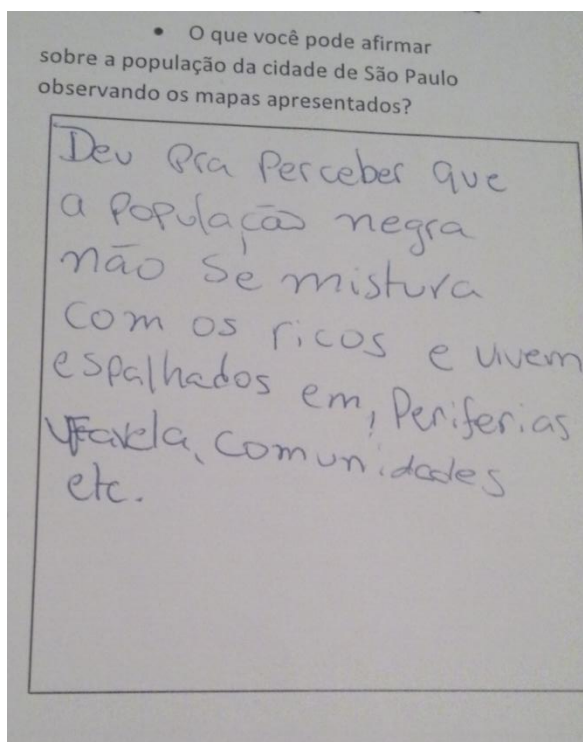 • O que você pode afirmar
sobre a população da cidade de São Paulo
observando os mapas apresentados?
Deu pra perceber que
a população negra
não se mistura
com os ricos e vivem
espalhados em, periferias
Favela, comunidades
etc.